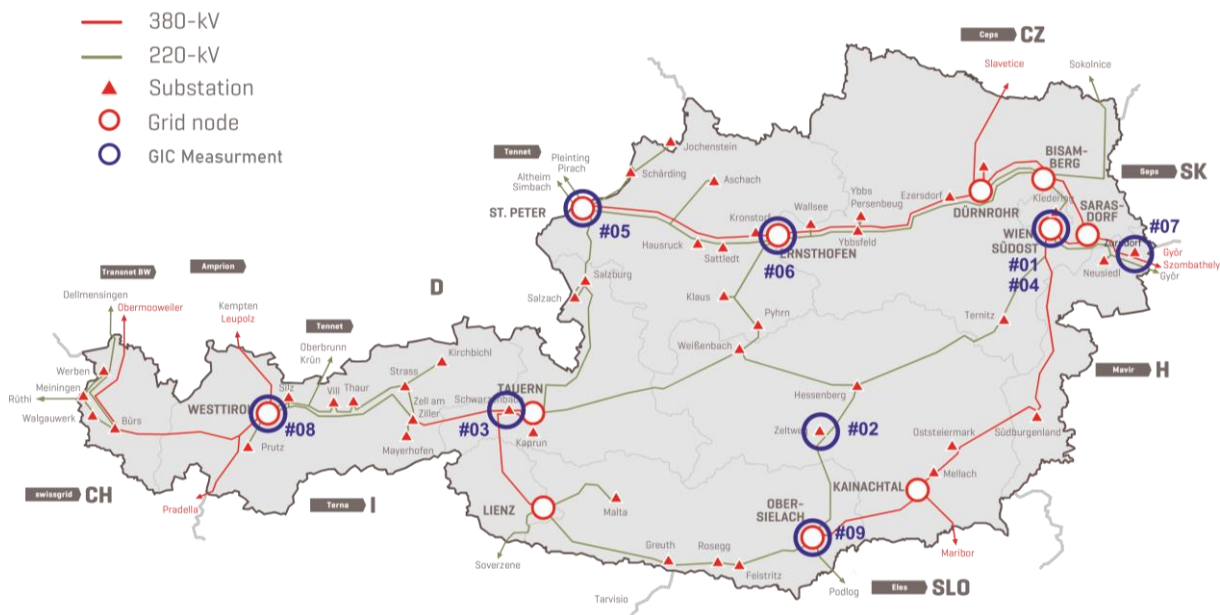 380-kV
220-kV
Substation
Grid node
GIC Measurment
Ceps CZ
Slavetice
Sokolnice
Tennet
Pleinting
Pirach
Altheim
Simbach
Jochenstein
Schärding
Aschach
ST. PETER
#05
BISAM-
BERG
Seps SK
Ybbs
Persenbeug
Ezersdorf
Wallsee
Kronstorf
DÜRNROHR
Kledering
SARAS-
DORF
#07
Hausruck
Sattledt
ERNSTHOFEN
#06
Ybbsfeld
WIEN
SÜDOST
#01
#04
Zurndorf
Neusiedl
Györ
Szombathely
Györ
Salzburg
Salzach
Klaus
Pyhrn
Weißenbach
Ternitz
Transnet BW
Amprion
D
Dellmensingen
Obermooweiler
Kempten
Leupolz
Tennet
Oberbrunn
Krün
Kirchbichl
Mavir H
Werben
Meiningen
Rüthi
Walgauwerk
Bürs
WESTTIROL
Silz
#08
Prutz
Vill
Thaur
Strass
Zell am
Ziller
Mayerhofen
TAUERN
Schwarzenbach
#03
Kaprun
Hessenberg
Zeltweg
#02
Oststeiermark
Südburgenland
Mellach
KAINACHTAL
swissgrid CH
Pradella
Terna I
LIENZ
Malta
OBER-
SIELACH
#09
Maribor
Soverzene
Greuth
Rosegg
Feistritz
Tarvisio
Podlog
Eles SLO